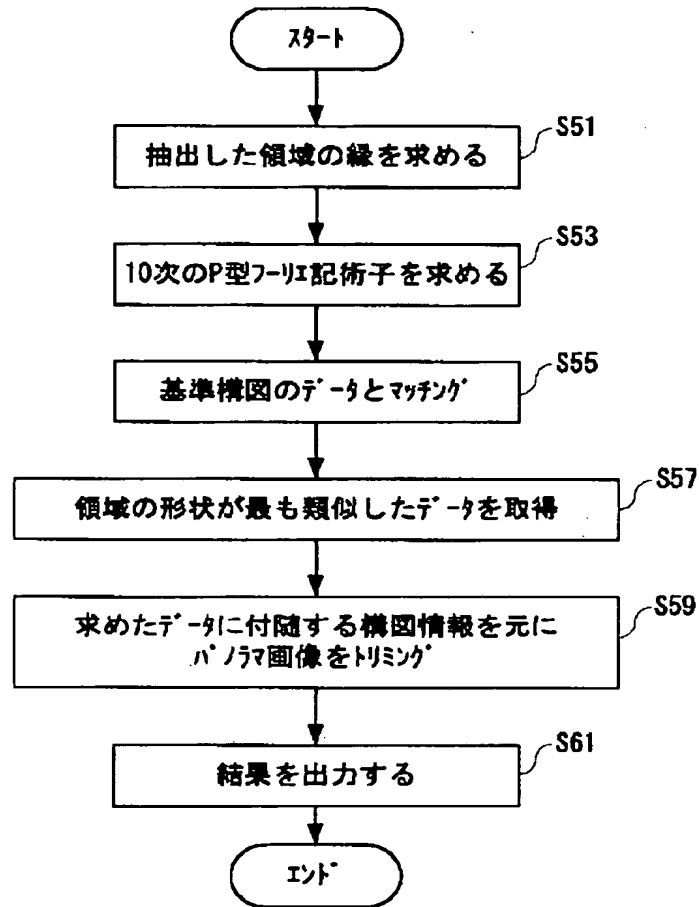 スタート
S51
抽出した領域の縁を求める
S53
10次のP型フーリエ記術子を求める
S55
基準構図のデータとマッチング
S57
領域の形状が最も類似したデータを取得
S59
求めたデータに付随する構図情報を元に
パノラマ画像をトリミング
S61
結果を出力する
エンド